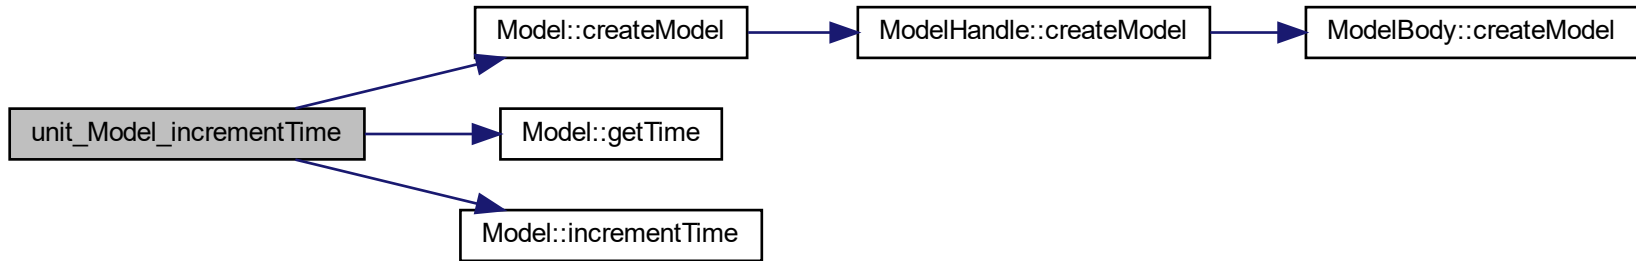 Model::createModel
ModelHandle::createModel
ModelBody::createModel
unit_Model_incrementTime
Model::getTime
Model::incrementTime